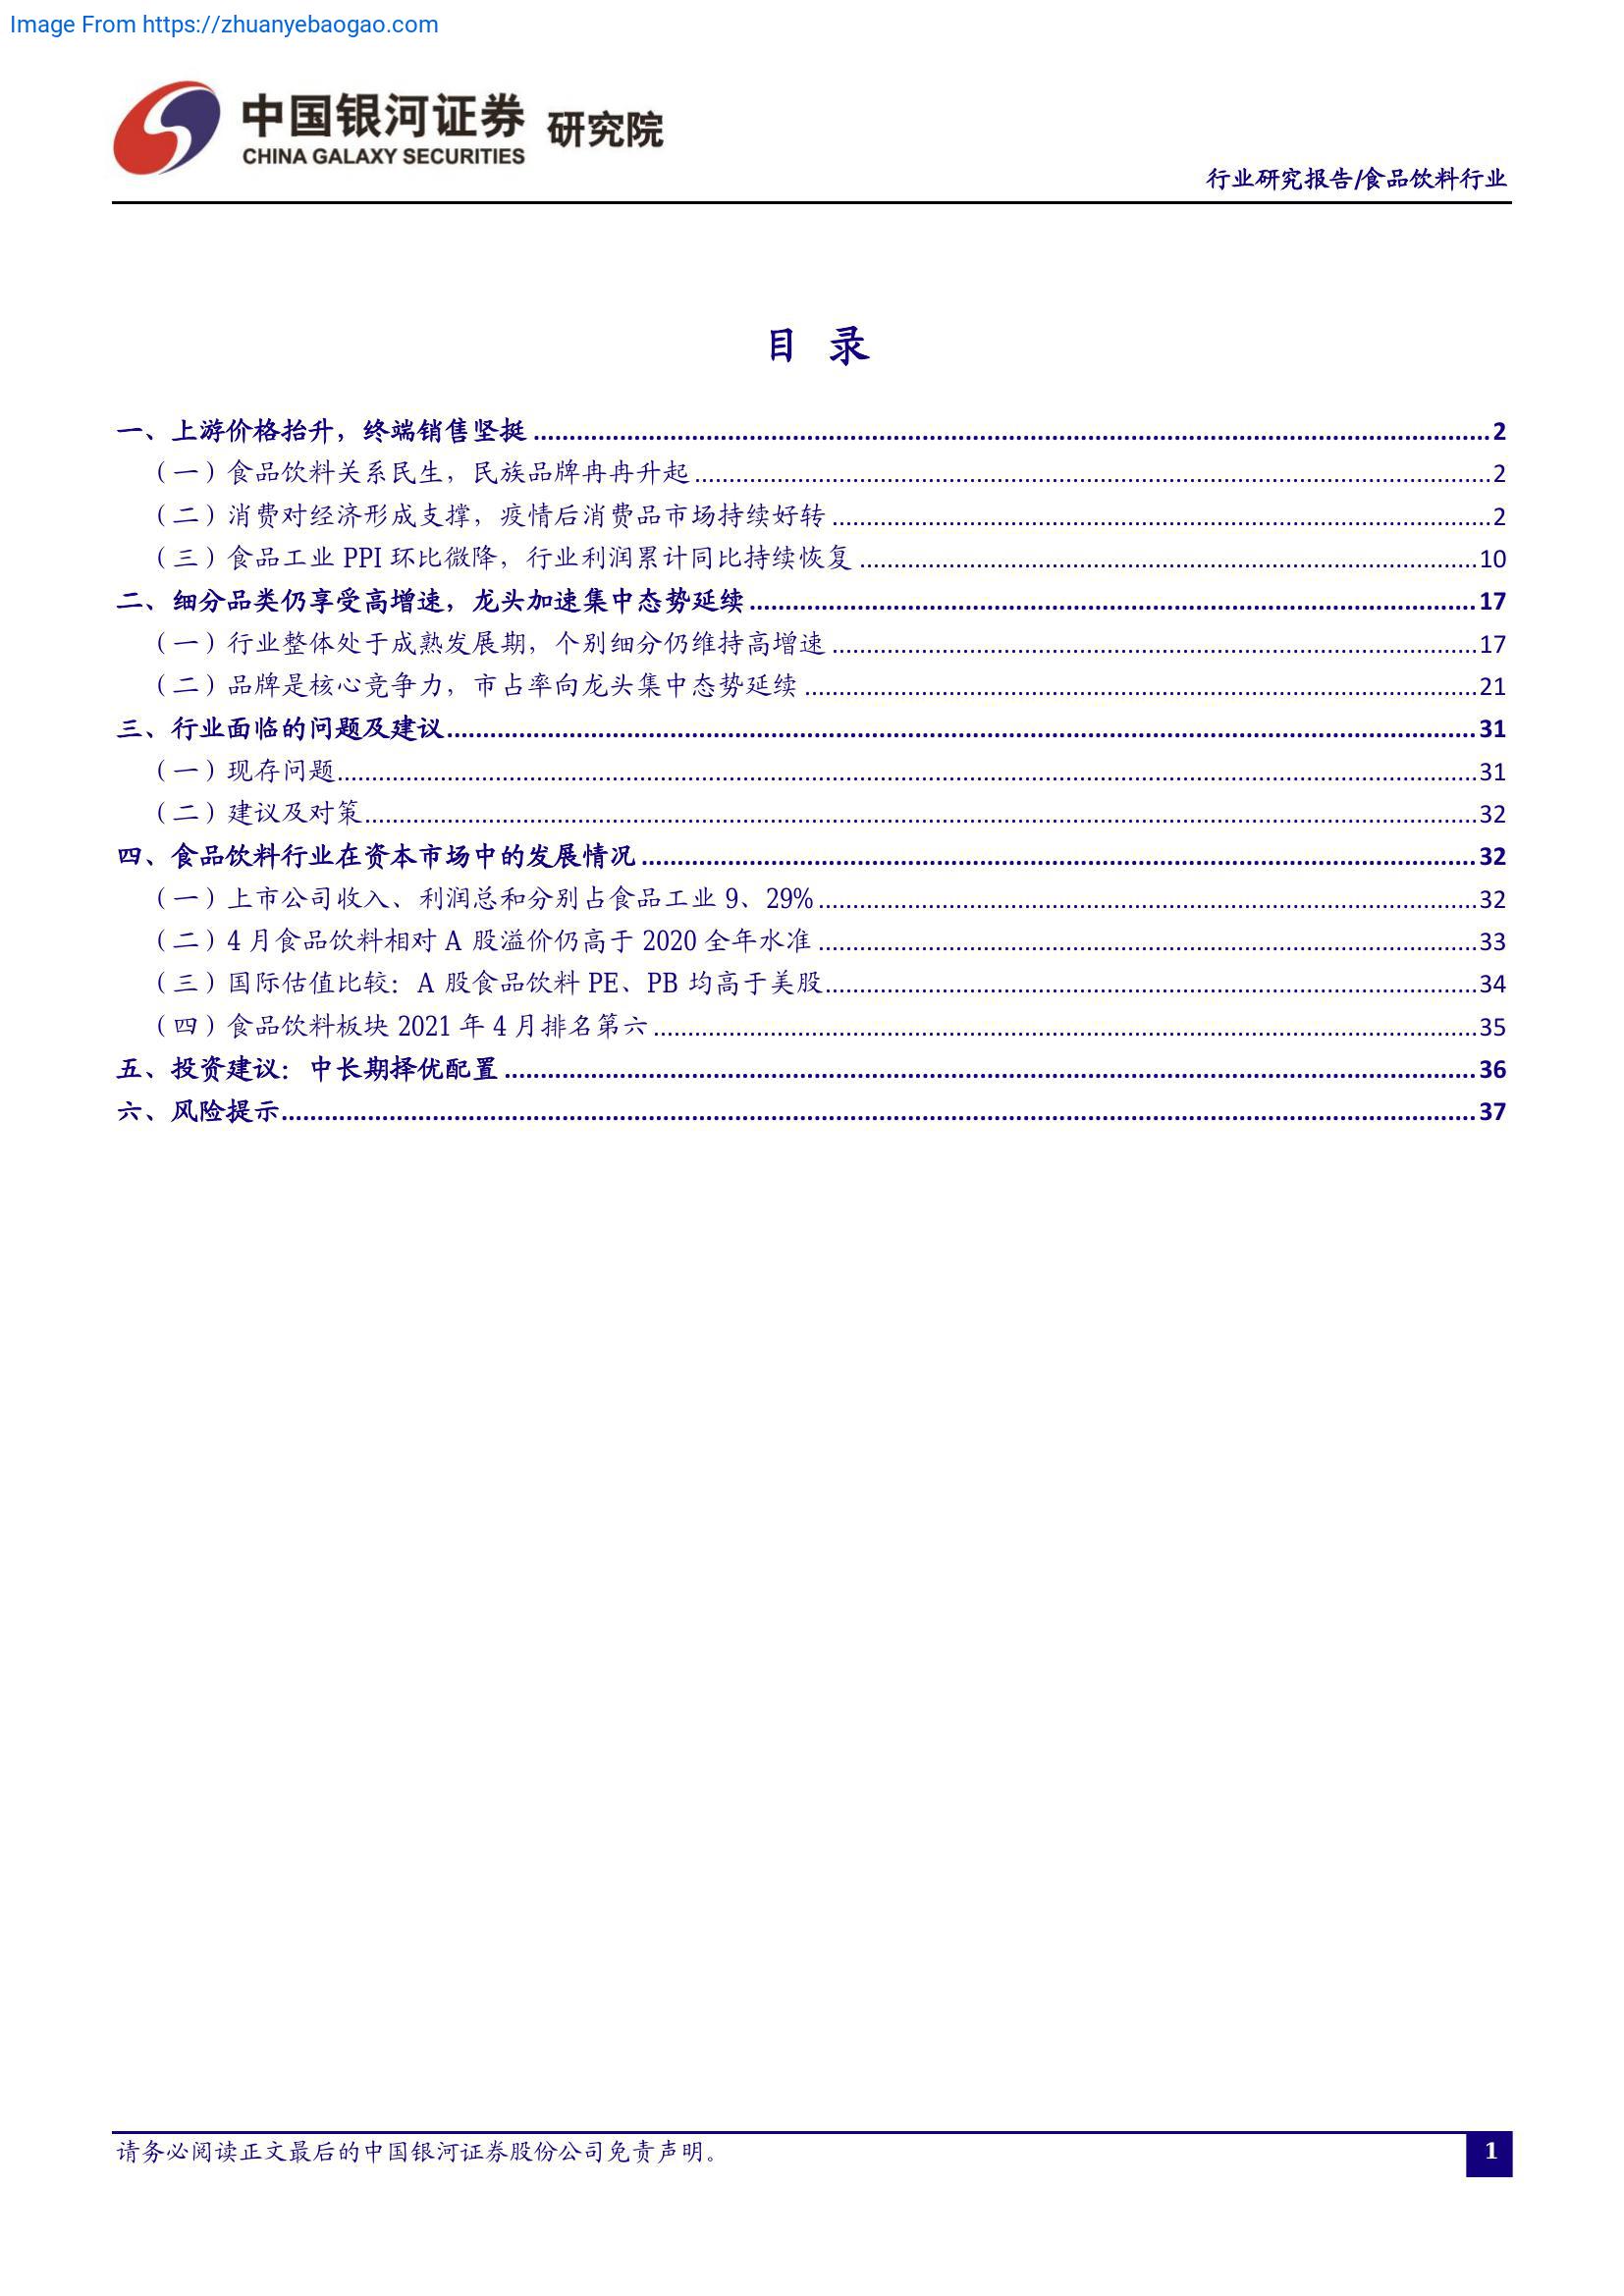 Image From https://zhuanyebaogao.com
中国银河证券 研究院
CHINA GALAXY SECURITIES
行业研究报告/食品饮料行业
目 录
一、上游价格抬升，终端销售坚挺 2
（一）食品饮料关系民生，民族品牌冉冉升起 2
（二）消费对经济形成支撑，疫情后消费品市场持续好转 2
（三）食品工业 PPI 环比微降，行业利润累计同比持续恢复 10
二、细分品类仍享受高增速，龙头加速集中态势延续 17
（一）行业整体处于成熟发展期，个别细分仍维持高增速 17
（二）品牌是核心竞争力，市占率向龙头集中态势延续 21
三、行业面临的问题及建议 31
（一）现存问题 31
（二）建议及对策 32
四、食品饮料行业在资本市场中的发展情况 32
（一）上市公司收入、利润总和分别占食品工业 9、29% 32
（二）4 月食品饮料相对 A 股溢价仍高于 2020 全年水准 33
（三）国际估值比较：A 股食品饮料 PE、PB 均高于美股 34
（四）食品饮料板块 2021 年 4 月排名第六 35
五、投资建议：中长期择优配置 36
六、风险提示 37
请务必阅读正文最后的中国银河证券股份公司免责声明。
1